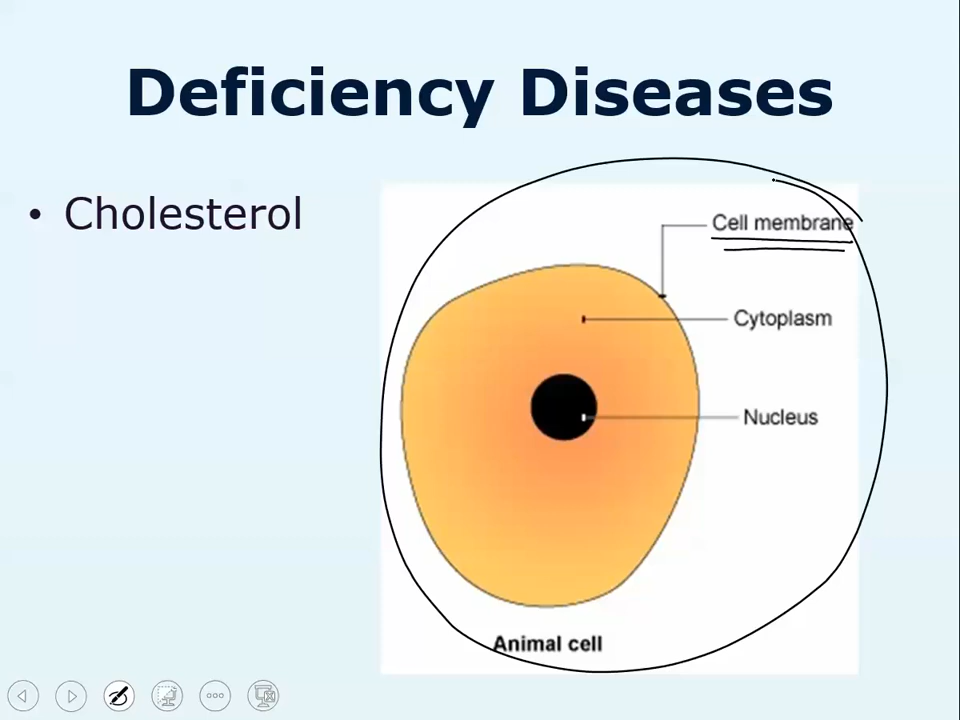 Deficiency Diseases
• Cholesterol
Cell membrane
Cytoplasm
Nucleus
Animal cell